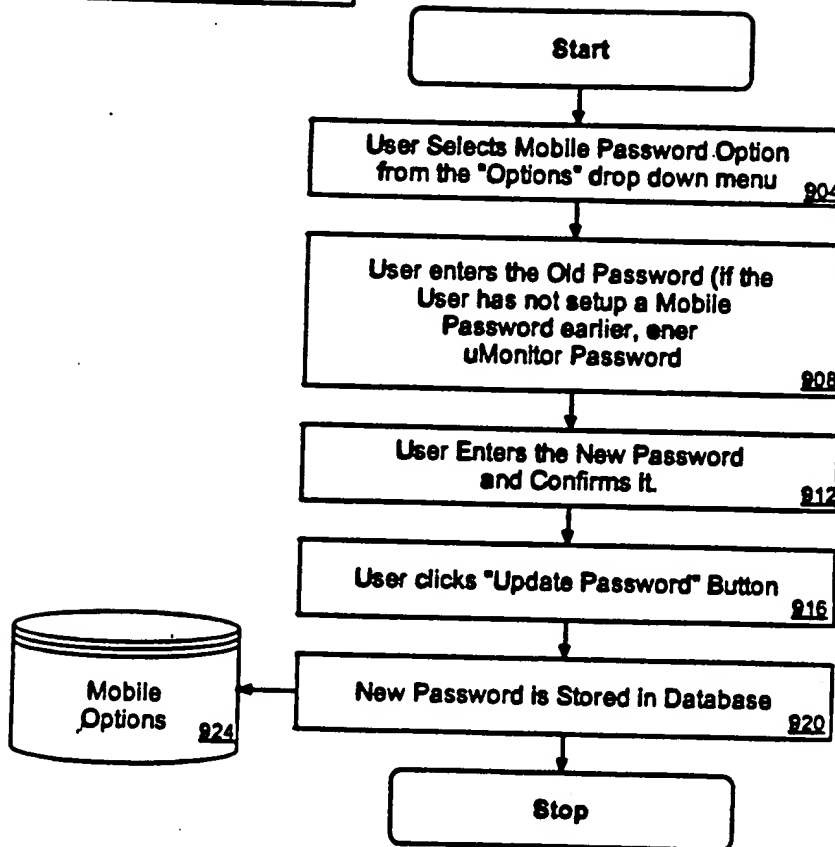 Start
User Selects Mobile Password Option
from the "Options" drop down menu
904
User enters the Old Password (if the
User has not setup a Mobile
Password earlier, ener
uMonitor Password
908
User Enters the New Password
and Confirms it.
912
User clicks "Update Password" Button
916
New Password is Stored in Database
920
Mobile
Options
924
Stop